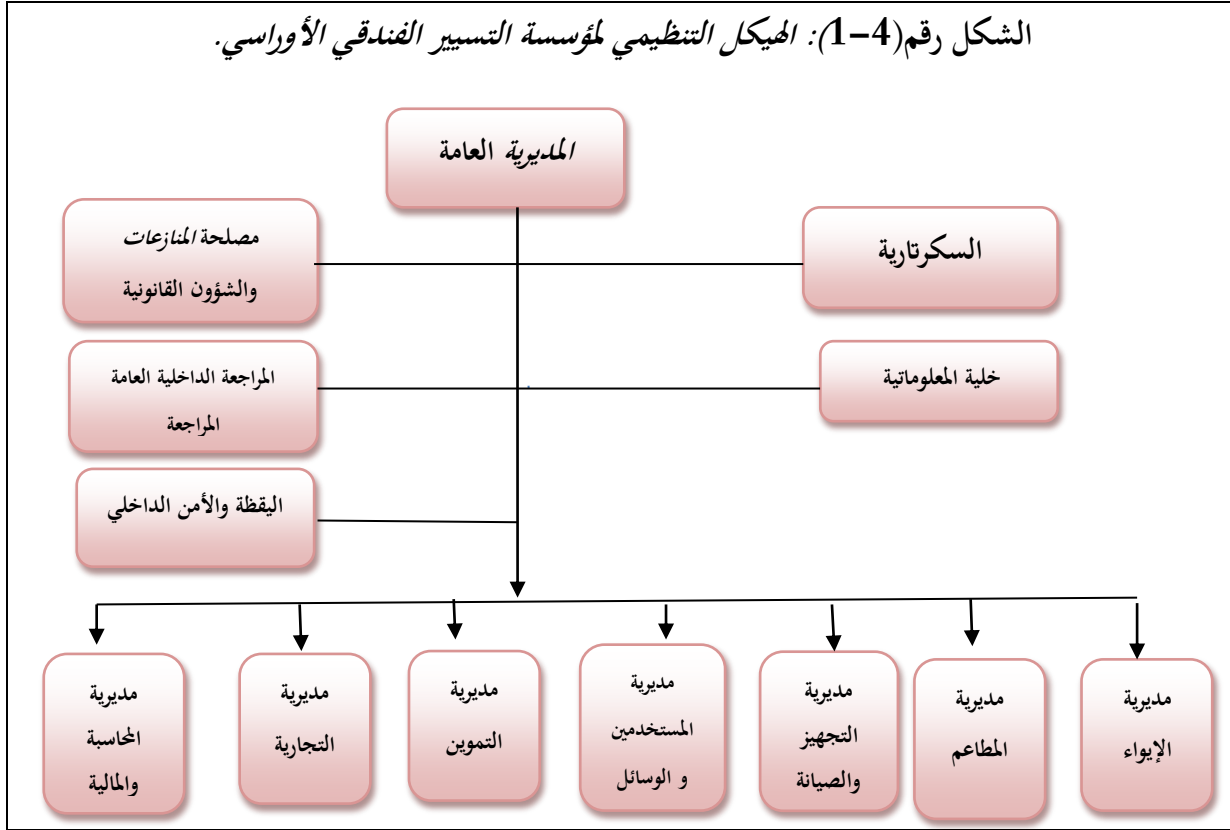 الشكل رقم(4-1): الهيكل التنظيمي لمؤسسة التسيير الفندقي الأوراسي.
المديرية العامة
السكرتارية
مصلحة المنازعات
والشؤون القانونية
خلية المعلوماتية
المراجعة الداخلية العامة
المراجعة
اليقظة والأمن الداخلي
مديرية
الإيواء
مديرية
المطاعم
مديرية
التجهيز
والصيانة
مديرية
المستخدمين
و الوسائل
مديرية
التموين
مديرية
التجارية
مديرية
المحاسبة
والمالية